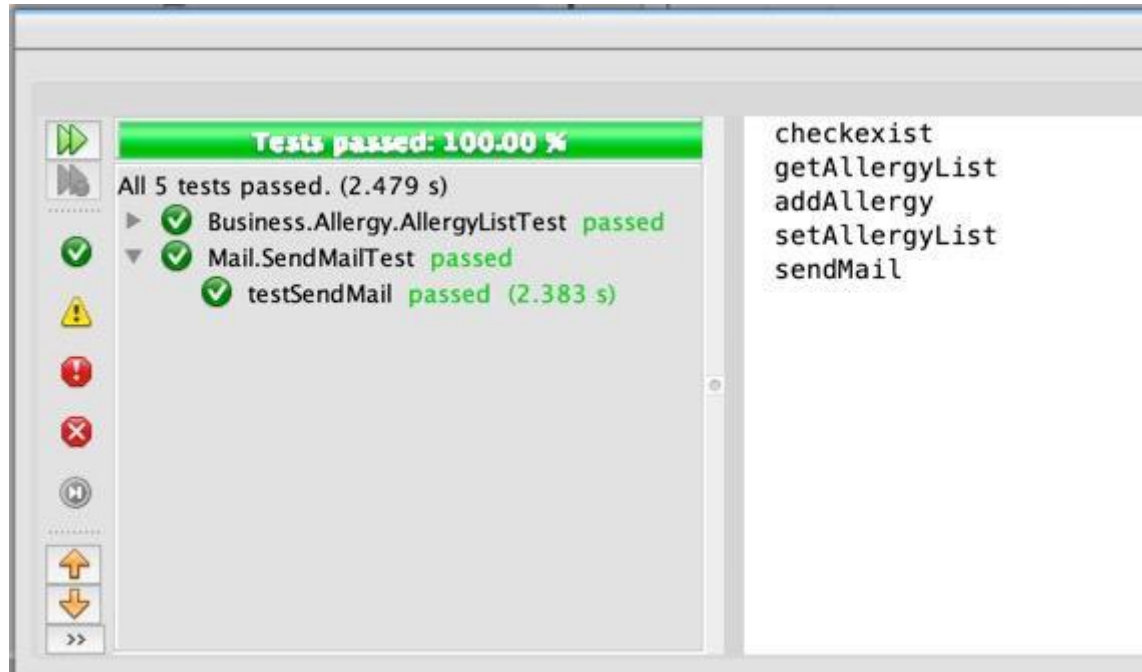 Tests passed: 100.00 %
All 5 tests passed. (2.479 s)
Business.Allergy.AllergyListTest passed
Mail.SendMailTest passed
testSendMail passed (2.383 s)
>>
checkexist
getAllergyList
addAllergy
setAllergyList
sendMail